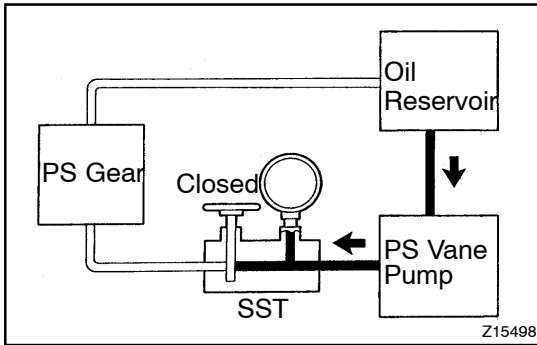 Oil
Reservoir
PS Gear
Closed
PS Vane
Pump
SST
Z15498